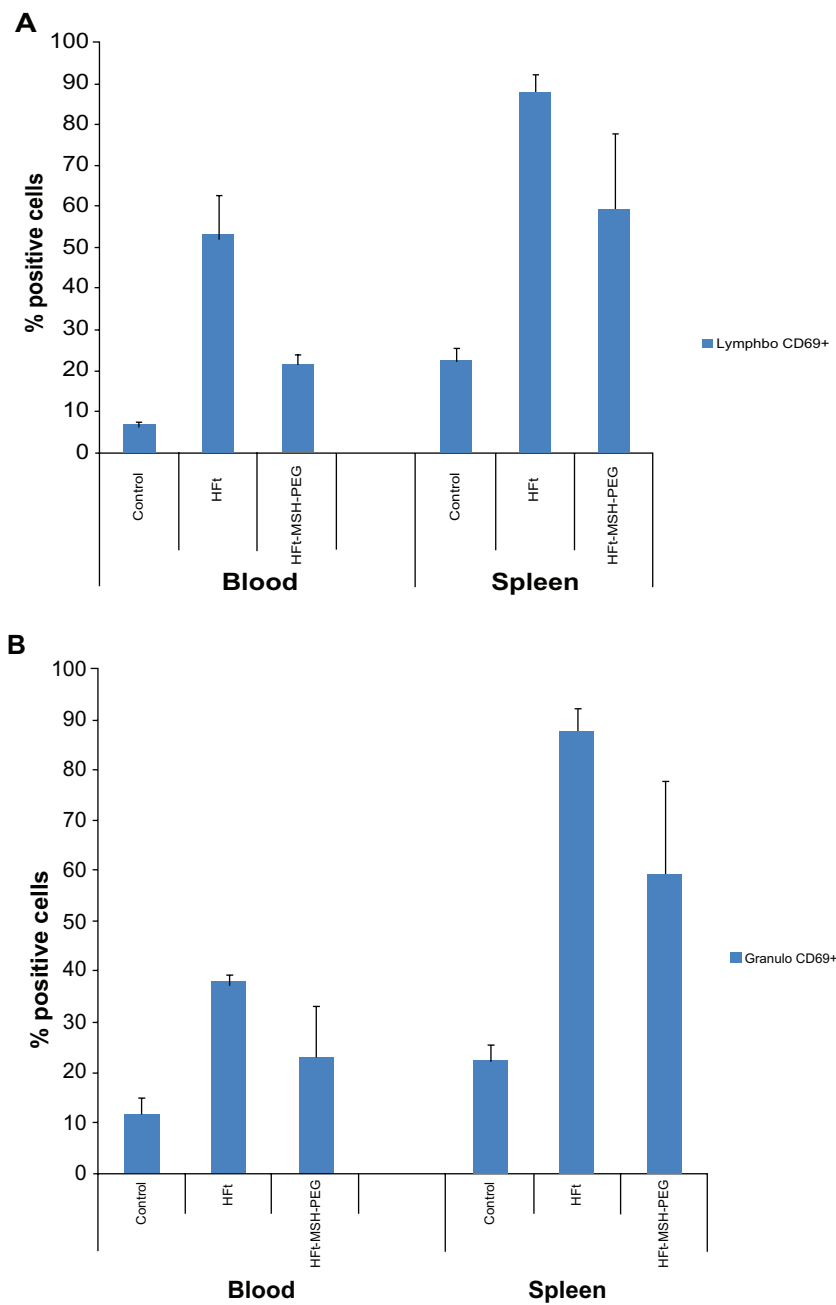 A
100
90
80
70
60
50
40
30
20
10
0
% positive cells
Control
HFt
HFt-MSH-PEG
Control
HFt
HFt-MSH-PEG
Blood
Spleen
Lymphbo CD69+
B
100
90
80
70
60
50
40
30
20
10
0
% positive cells
Control
HFt
HFt-MSH-PEG
Control
HFt
HFt-MSH-PEG
Blood
Spleen
Granulo CD69+